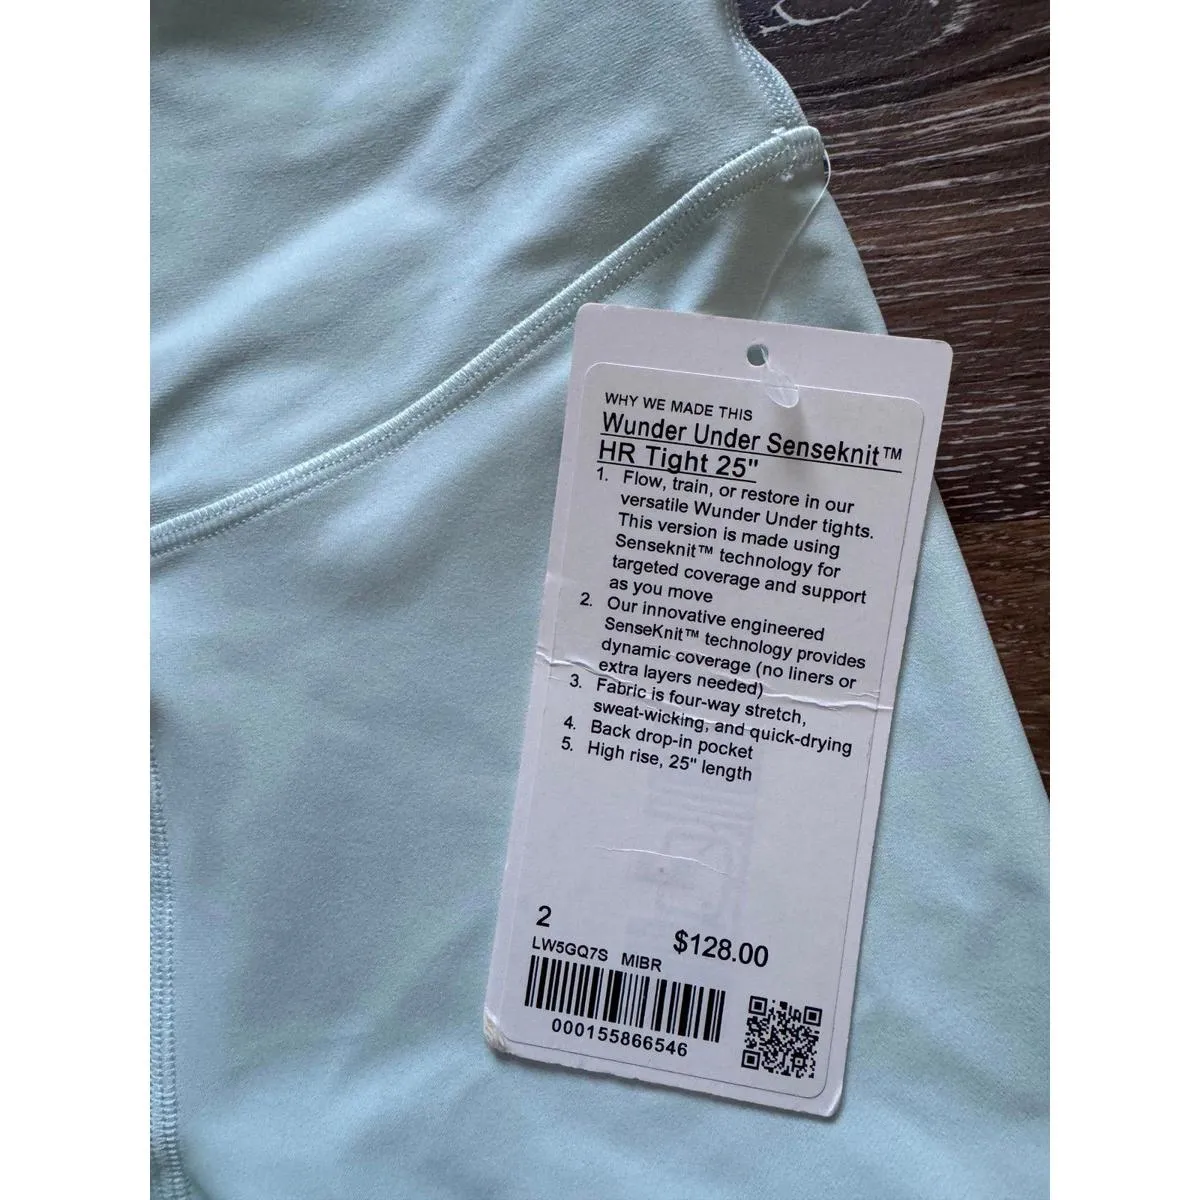 WHY WE MADE THIS
Wunder Under Senseknit™
HR Tight 25"
1. Flow, train, or restore in our
versatile Wunder Under tights.
This version is made using
Senseknit™ technology for
targeted coverage and support
as you move
2. Our innovative engineered
SenseKnit™ technology provides
dynamic coverage (no liners or
extra layers needed)
3. Fabric is four-way stretch,
sweat-wicking, and quick-drying
4. Back drop-in pocket
5. High rise, 25" length
2
$128.00
LW5GQ7S MIBR
000155866546